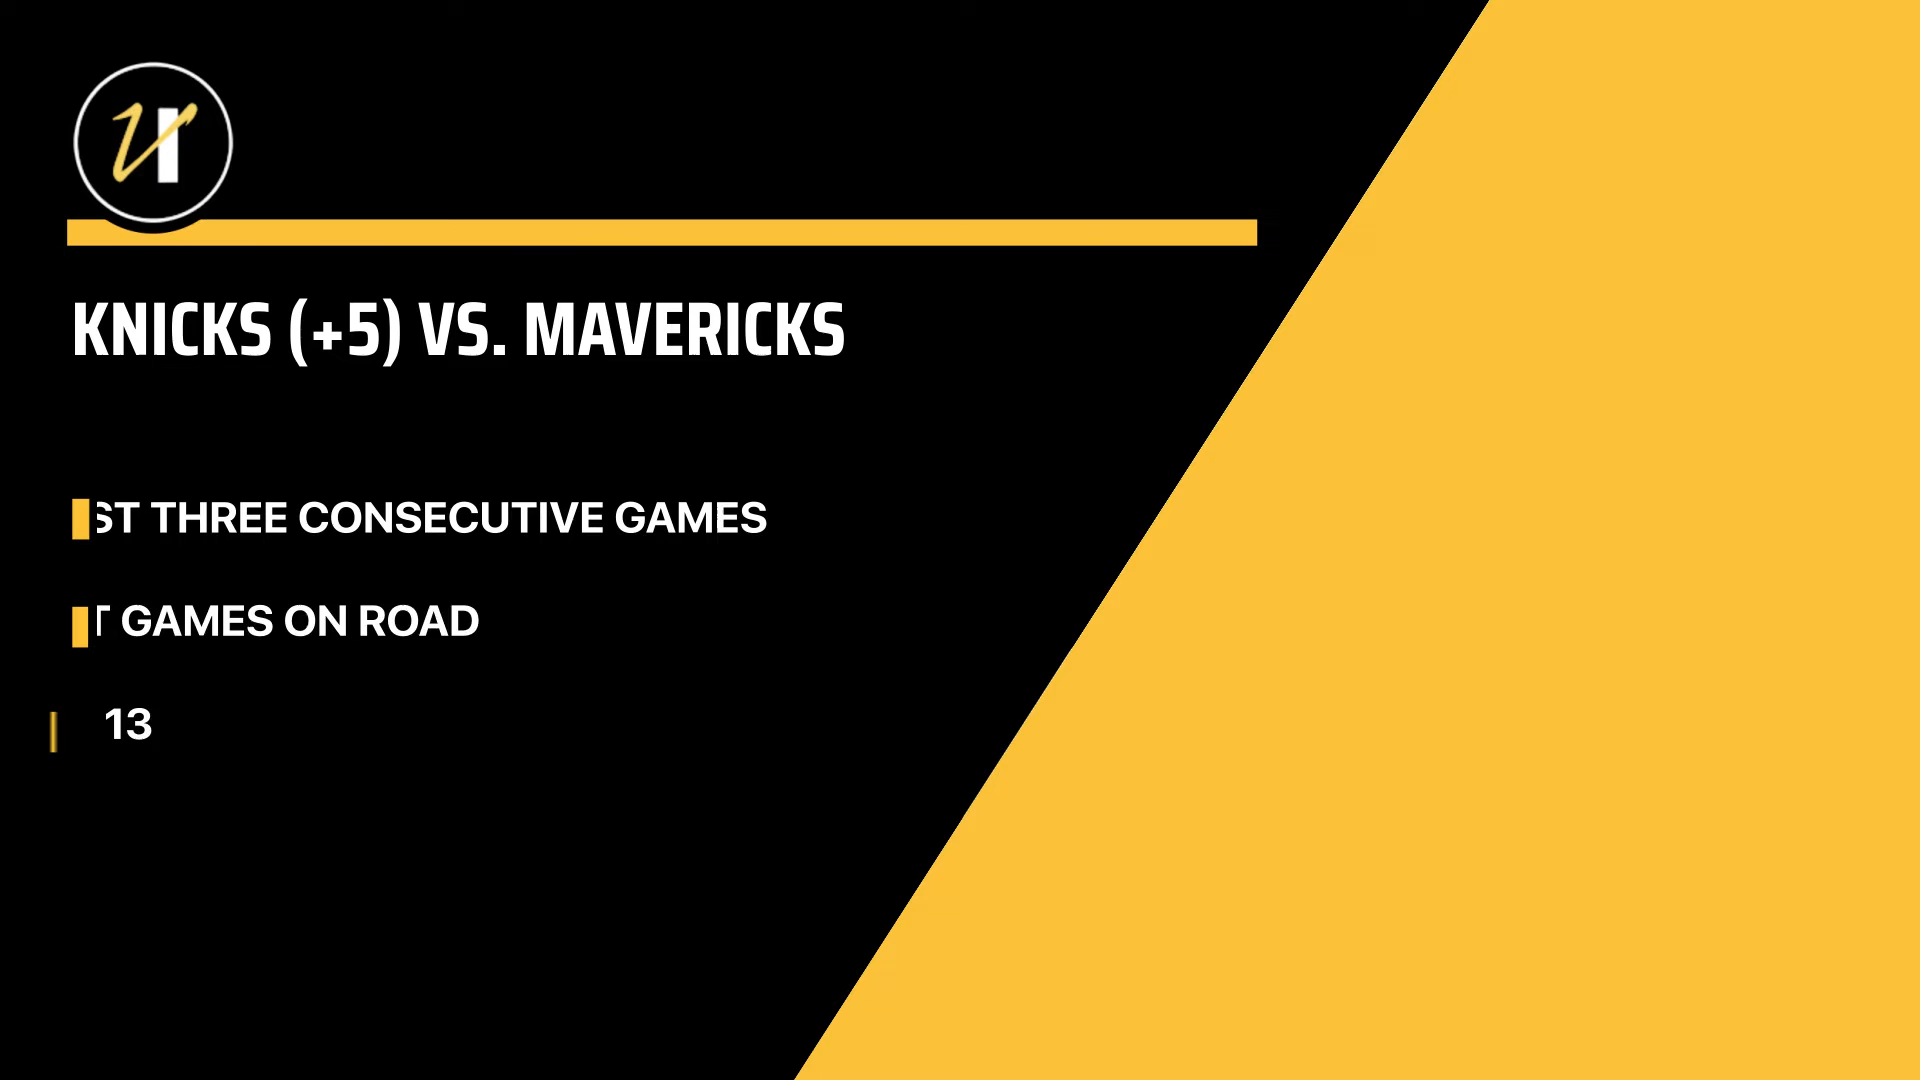 KNICKS (+5) VS. MAVERICKS
THREE CONSECUTIVE GAMES
GAMES ON ROAD
13